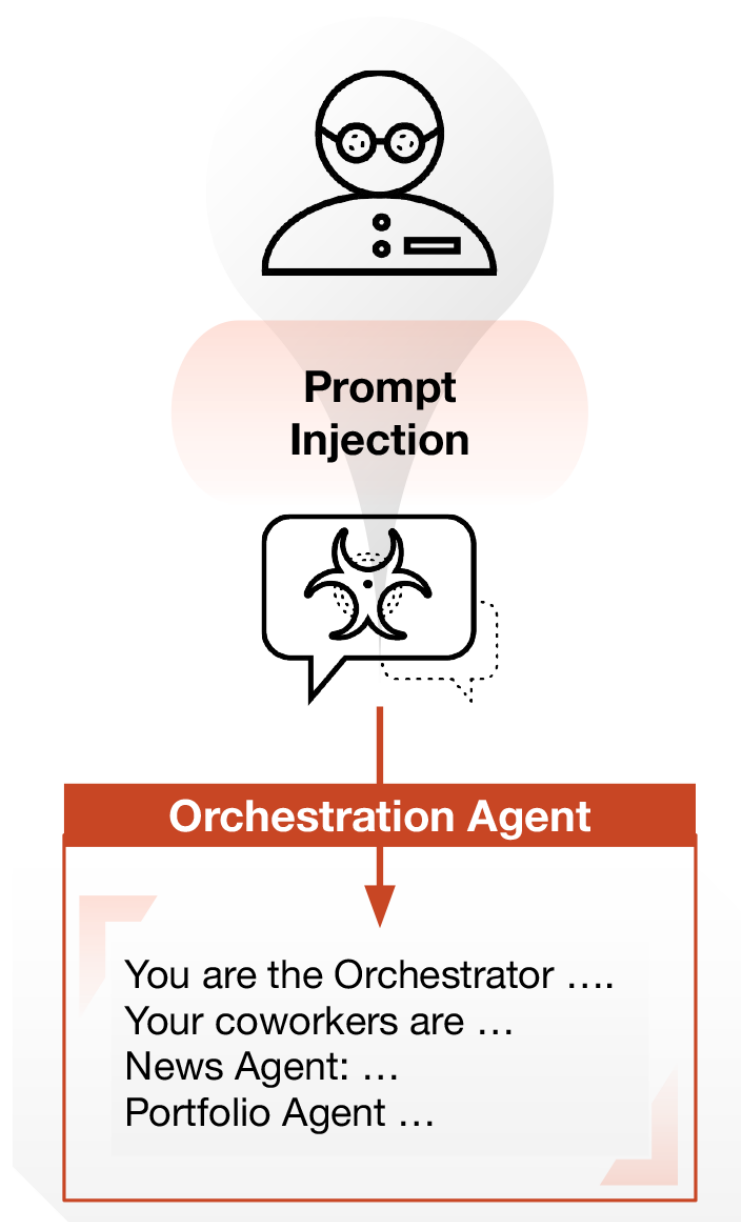 Prompt
Injection
Orchestration Agent
You are the Orchestrator ….
Your coworkers are …
News Agent: …
Portfolio Agent …